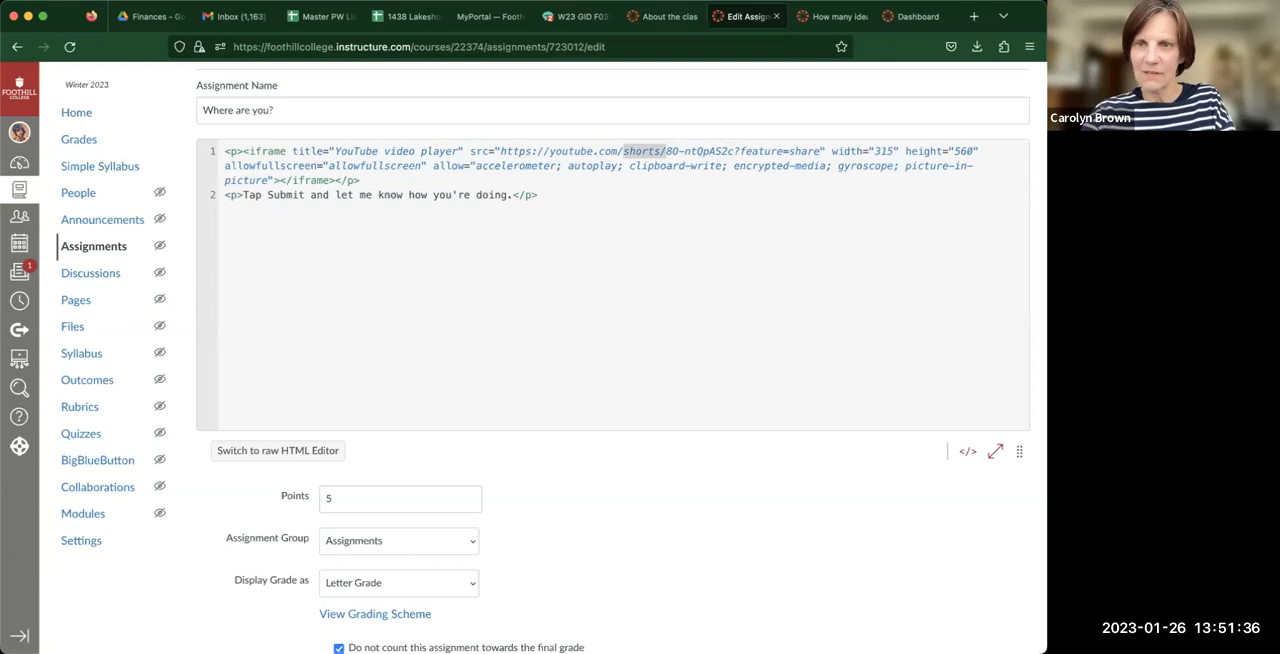 Finances - Go
Inbox (1,163)
Master PW Li
1438 Lakesh
MyPortal — Footh
W23 GID F02
About the clas
Edit Assign
How many idea
Dashboard
https://foothillcollege.instructure.com/courses/22374/assignments/723012/edit
FOOTHILL
COLLEGE
Winter 2023
Home
Grades
Simple Syllabus
People
Announcements
Assignments
Discussions
Pages
Files
Syllabus
Outcomes
Rubrics
Quizzes
BigBlueButton
Collaborations
Modules
Settings
1
Assignment Name
Where are you?
1 <p><iframe title="YouTube video player" src="https://youtube.com/shorts/8O-ntQpAS2c?feature=share" width="315" height="560"
allowfullscreen="allowfullscreen" allow="accelerometer; autoplay; clipboard-write; encrypted-media; gyroscope; picture-in-
picture"></iframe></p>
2 <p>Tap Submit and let me know how you're doing.</p>
Switch to raw HTML Editor
</>
Points
5
Assignment Group
Assignments
Display Grade as
Letter Grade
View Grading Scheme
Do not count this assignment towards the final grade
Carolyn Brown
2023-01-26 13:51:36